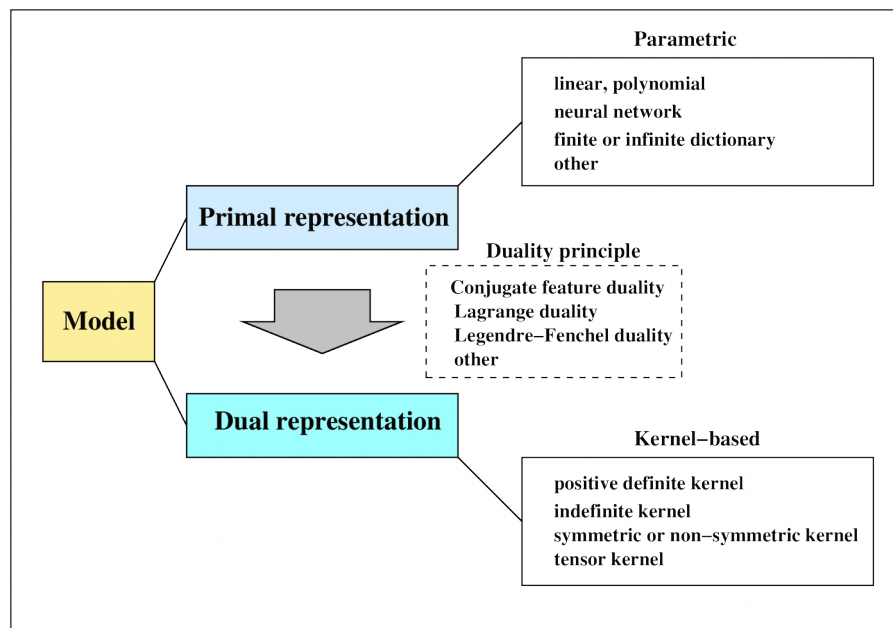 Parametric
linear, polynomial
neural network
finite or infinite dictionary
other
Primal representation
Duality principle
Conjugate feature duality
Lagrange duality
Legendre−Fenchel duality
other
Model
Dual representation
Kernel−based
positive definite kernel
indefinite kernel
symmetric or non−symmetric kernel
tensor kernel